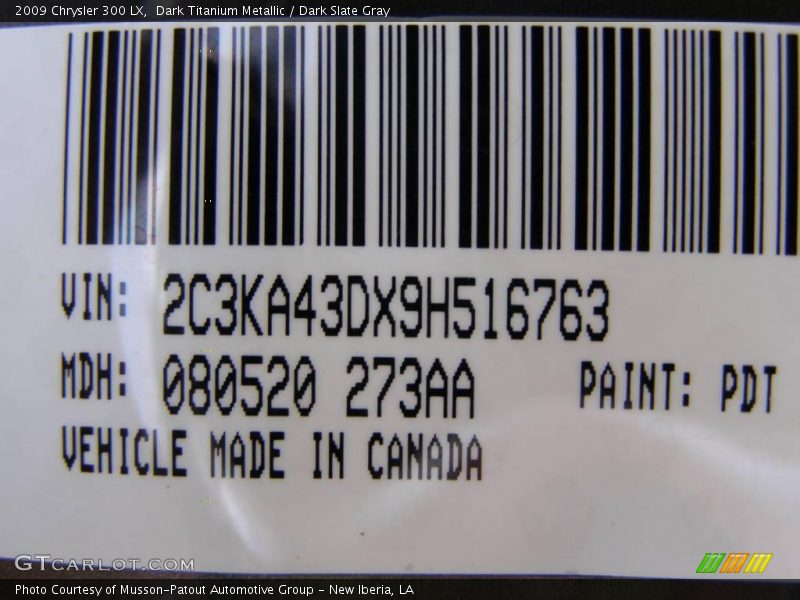 2009 Chrysler 300 LX,  Dark Titanium Metallic / Dark Slate Gray
VIN: 2C3KA43DX9H516763
MDH: 080520 273AA PAINT: PDT
VEHICLE MADE IN CANADA
GTCARLOT.COM
Photo Courtesy of Musson-Patout Automotive Group - New Iberia, LA